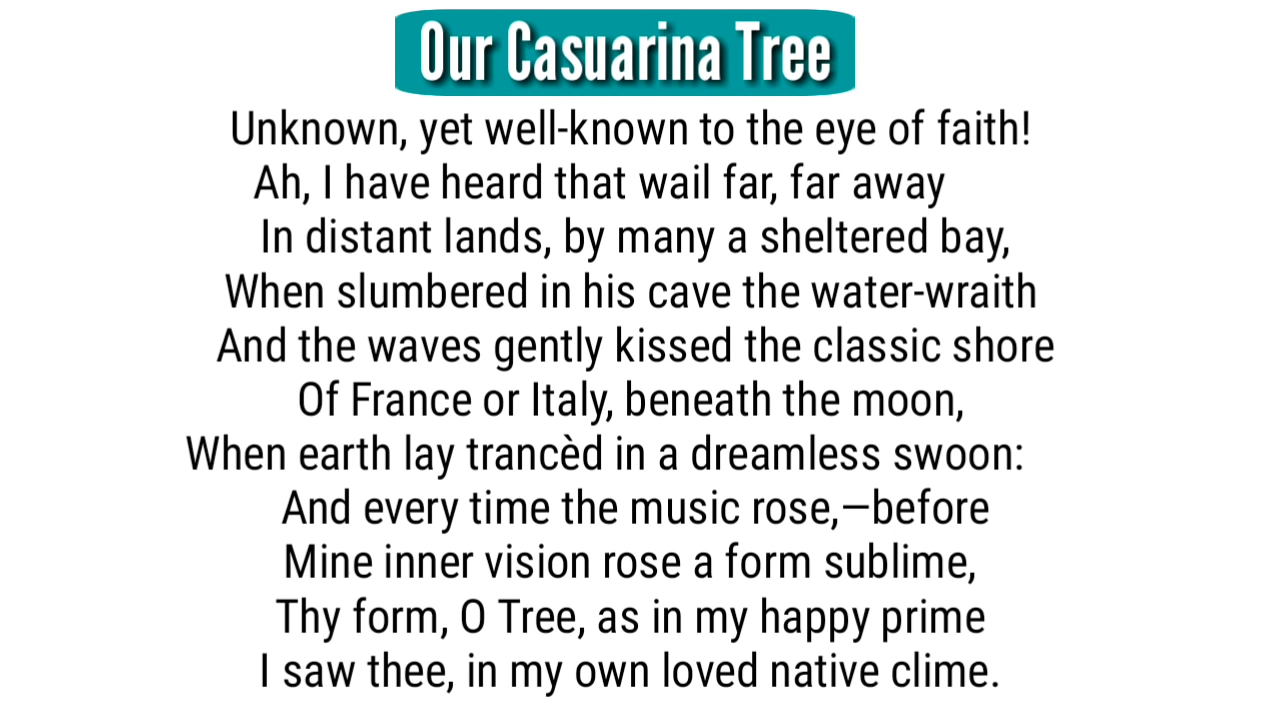 Our Casuarina Tree
Unknown, yet well-known to the eye of faith!
Ah, I have heard that wail far, far away
In distant lands, by many a sheltered bay,
When slumbered in his cave the water-wraith
And the waves gently kissed the classic shore
Of France or Italy, beneath the moon,
When earth lay trancèd in a dreamless swoon:
And every time the music rose,—before
Mine inner vision rose a form sublime,
Thy form, O Tree, as in my happy prime
I saw thee, in my own loved native clime.